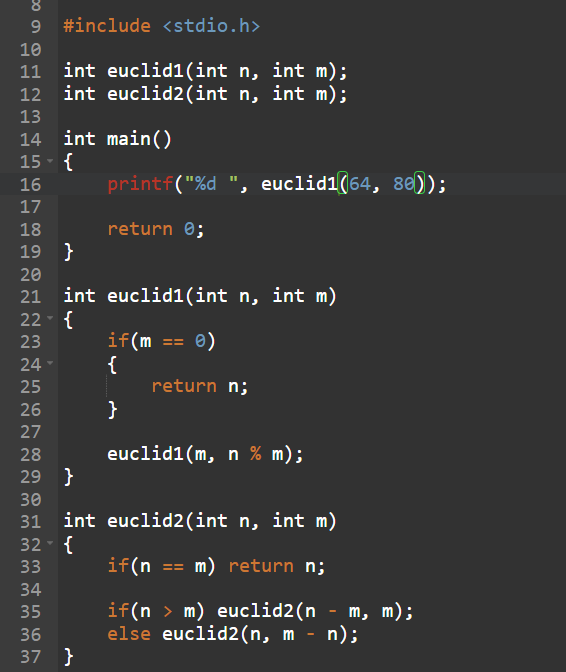 8
9 #include <stdio.h>
10
11 int euclid1(int n, int m);
12 int euclid2(int n, int m);
13
14 int main()
15 {
16     printf("%d ", euclid1(64, 80));
17
18     return 0;
19 }
20
21 int euclid1(int n, int m)
22 {
23     if(m == 0)
24     {
25         return n;
26     }
27
28     euclid1(m, n % m);
29 }
30
31 int euclid2(int n, int m)
32 {
33     if(n == m) return n;
34
35     if(n > m) euclid2(n - m, m);
36     else euclid2(n, m - n);
37 }